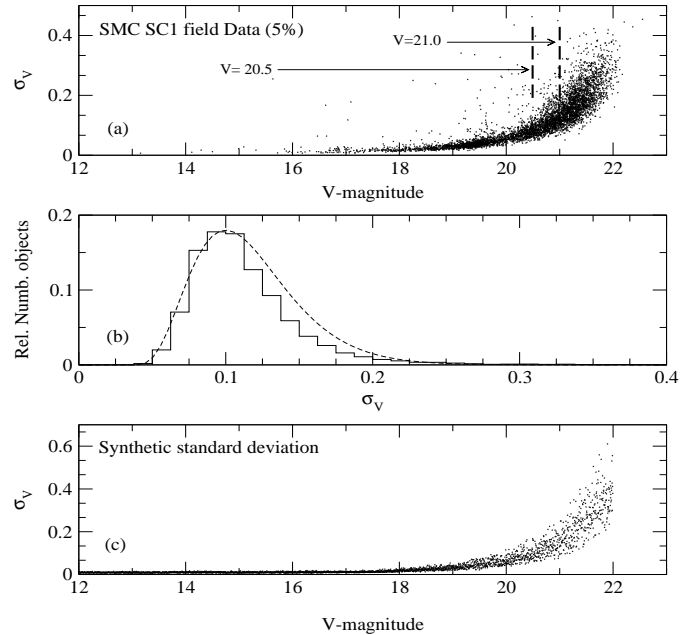 SMC SC1 field Data (5%)
V=21.0
V= 20.5
(a)
σV
0.4
0.2
0
12 14 16 18 20 22
V-magnitude
Rel. Numb. objects
0.2
0.1
0
(b)
0 0.1 0.2 0.3 0.4
σV
Synthetic standard deviation
σV
0.6
0.4
0.2
0
(c)
12 14 16 18 20 22
V-magnitude